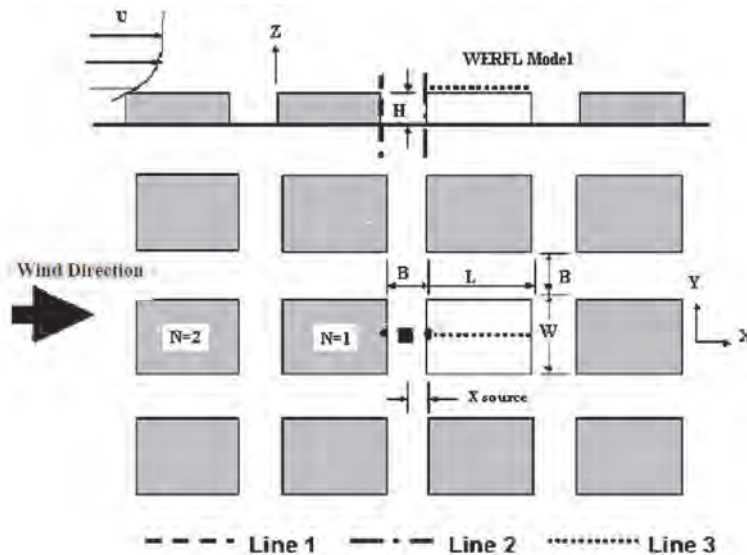 U
Z
WERFL Model
H
Wind Direction
B
L
B
Y
N=2
N=1
W
X
X source
Line 1
Line 2
Line 3